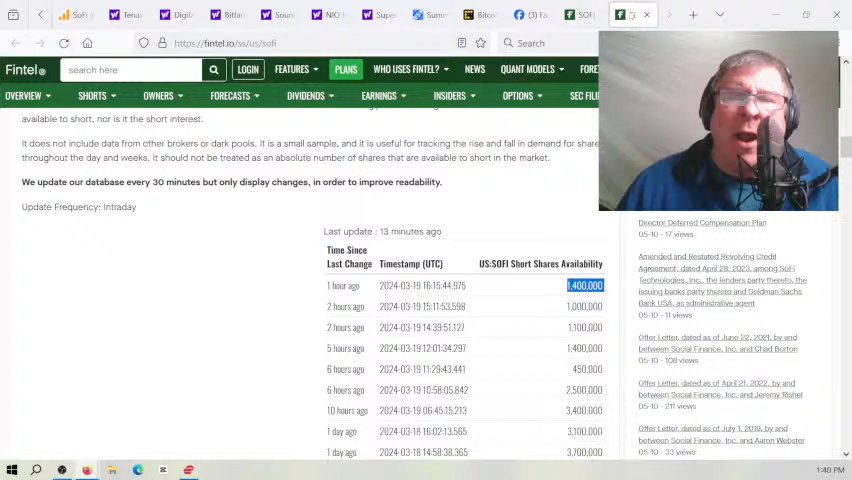 SoFi
Tenax
Digita
Bitfan
Sound
NIO I
Super
Summ
Bitco
Fa
SOF
https://fintel.io/ss/us/sofi
Search
Fintel
search here
LOGIN
FEATURES
PLANS
WHO USES FINTEL?
NEWS
QUANT MODELS
FORE
OVERVIEW
SHORTS
OWNERS
FORECASTS
DIVIDENDS
EARNINGS
INSIDERS
OPTIONS
SEC FILI
available to short, nor is it the short interest.
It does not include data from other brokers or dark pools. It is a small sample, and it is useful for tracking the rise and fall in demand for share
throughout the day and weeks. It should not be treated as an absolute number of shares that are available to short in the market.
We update our database every 30 minutes but only display changes, in order to improve readability.
Update Frequency: Intraday
Last update : 13 minutes ago
Time Since
Last Change Timestamp (UTC) US:SOFI Short Shares Availability
1 hour ago 2024-03-19 16:15:44.975 1,400,000
2 hours ago 2024-03-19 15:11:53.598 1,000,000
2 hours ago 2024-03-19 14:39:51.127 1,100,000
5 hours ago 2024-03-19 12:01:34.297 1,400,000
6 hours ago 2024-03-19 11:29:43.441 450,000
6 hours ago 2024-03-19 10:58:05.842 2,500,000
10 hours ago 2024-03-19 06:45:15.213 3,400,000
1 day ago 2024-03-18 16:02:13.565 3,100,000
1 day ago 2024-03-18 14:58:38.365 3,700,000
Director Deferred Compensation Plan
05-10 - 17 views
Amended and Restated Revolving Credit
Agreement, dated April 28, 2023, among SoFi
Technologies, Inc., the lenders party thereto and
the issuing banks party thereto and Goldman Sachs
Bank USA, as administrative agent
05-10 - 11 views
Offer Letter, dated as of June 22, 2021, by and
between Social Finance, Inc. and Chad Borton
05-10 - 108 views
Offer Letter, dated as of April 21, 2022, by and
between Social Finance, Inc. and Jeremy Rishel
05-10 - 211 views
Offer Letter, dated as of July 1, 2019, by and
between Social Finance, Inc. and Aaron Webster
05-10 - 33 views
1:40 PM